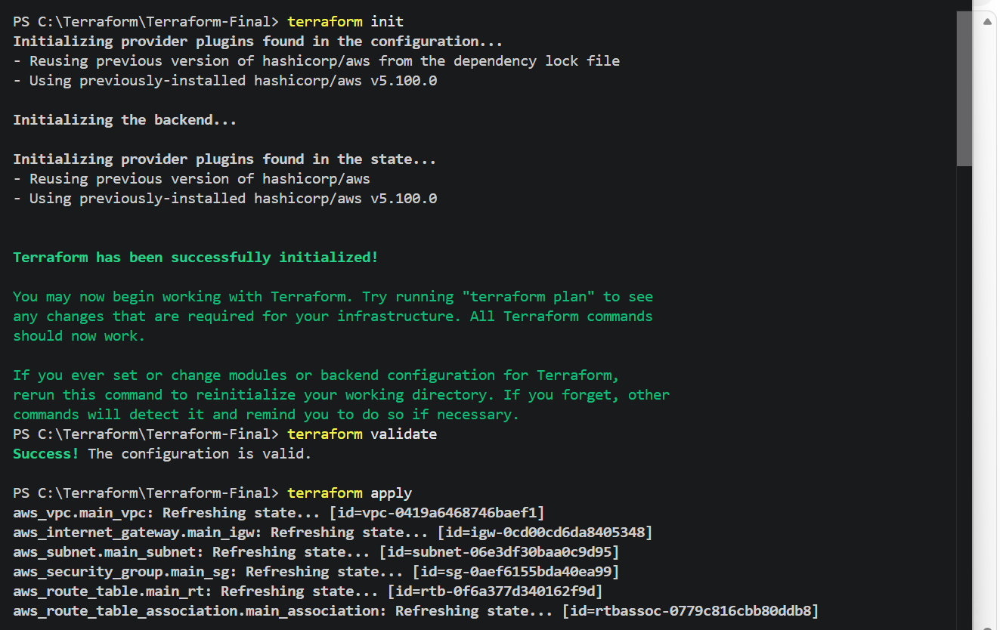 PS C:\Terraform\Terraform-Final> terraform init
Initializing provider plugins found in the configuration...
- Reusing previous version of hashicorp/aws from the dependency lock file
- Using previously-installed hashicorp/aws v5.100.0
Initializing the backend...
Initializing provider plugins found in the state...
- Reusing previous version of hashicorp/aws
- Using previously-installed hashicorp/aws v5.100.0
Terraform has been successfully initialized!
You may now begin working with Terraform. Try running "terraform plan" to see
any changes that are required for your infrastructure. All Terraform commands
should now work.
If you ever set or change modules or backend configuration for Terraform,
rerun this command to reinitialize your working directory. If you forget, other
commands will detect it and remind you to do so if necessary.
PS C:\Terraform\Terraform-Final> terraform validate
Success! The configuration is valid.
PS C:\Terraform\Terraform-Final> terraform apply
aws_vpc.main_vpc: Refreshing state... [id=vpc-0419a6468746baef1]
aws_internet_gateway.main_igw: Refreshing state... [id=igw-0cd00cd6da8405348]
aws_subnet.main_subnet: Refreshing state... [id=subnet-06e3df30baa0c9d95]
aws_security_group.main_sg: Refreshing state... [id=sg-0aef6155bda40ea99]
aws_route_table.main_rt: Refreshing state... [id=rtb-0f6a377d340162f9d]
aws_route_table_association.main_association: Refreshing state... [id=rtbassoc-0779c816cbb80ddb8]